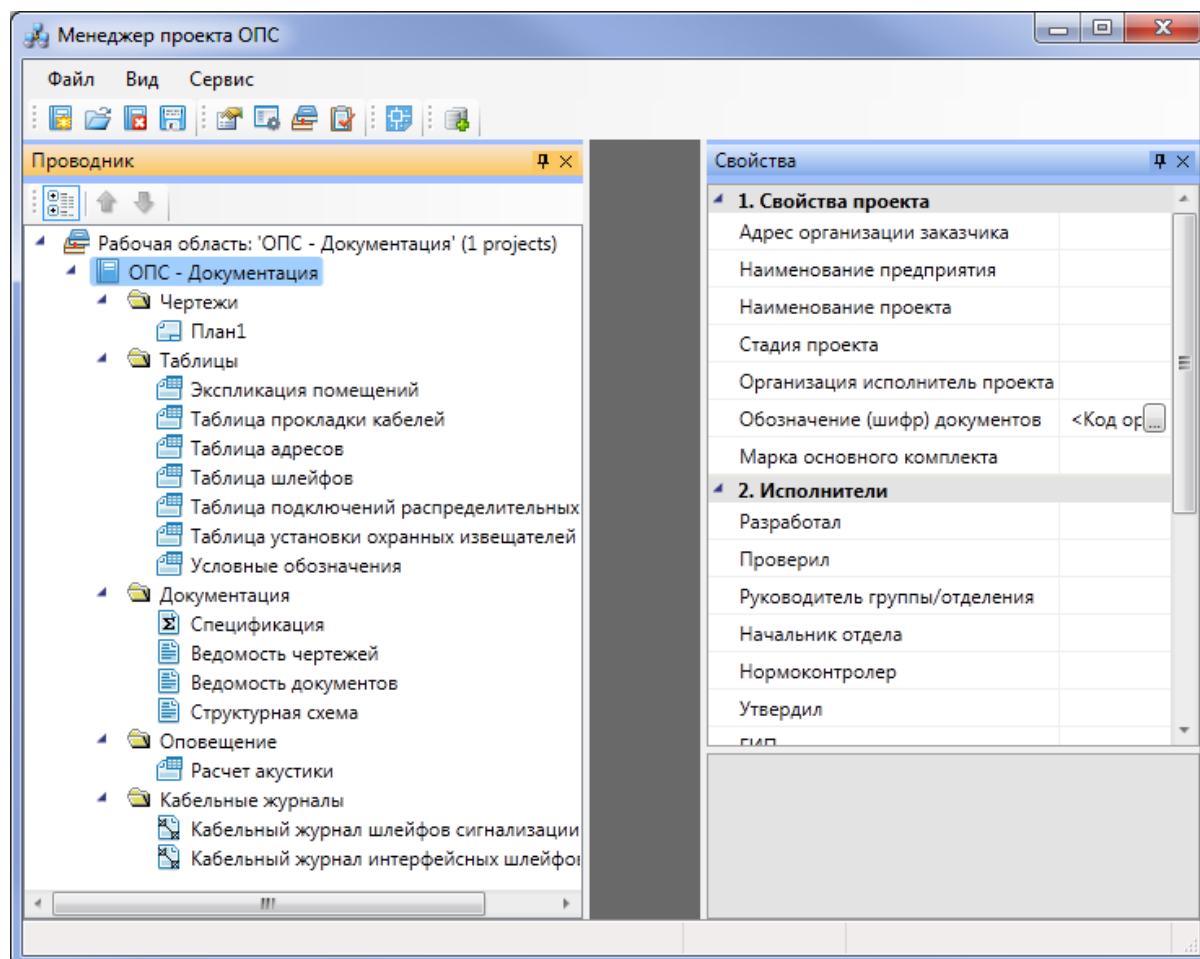 Менеджер проекта ОПС
Файл Вид Сервис
Проводник
Рабочая область: 'ОПС - Документация' (1 projects)
ОПС - Документация
Чертежи
План1
Таблицы
Экспликация помещений
Таблица прокладки кабелей
Таблица адресов
Таблица шлейфов
Таблица подключений распределительных
Таблица установки охранных извещателей
Условные обозначения
Документация
Спецификация
Ведомость чертежей
Ведомость документов
Структурная схема
Оповещение
Расчет акустики
Кабельные журналы
Кабельный журнал шлейфов сигнализации
Кабельный журнал интерфейсных шлейфов
Свойства
1. Свойства проекта
Адрес организации заказчика
Наименование предприятия
Наименование проекта
Стадия проекта
Организация исполнитель проекта
Обозначение (шифр) документов <Код ор ...
Марка основного комплекта
2. Исполнители
Разработал
Проверил
Руководитель группы/отделения
Начальник отдела
Нормоконтролер
Утвердил
ГИП